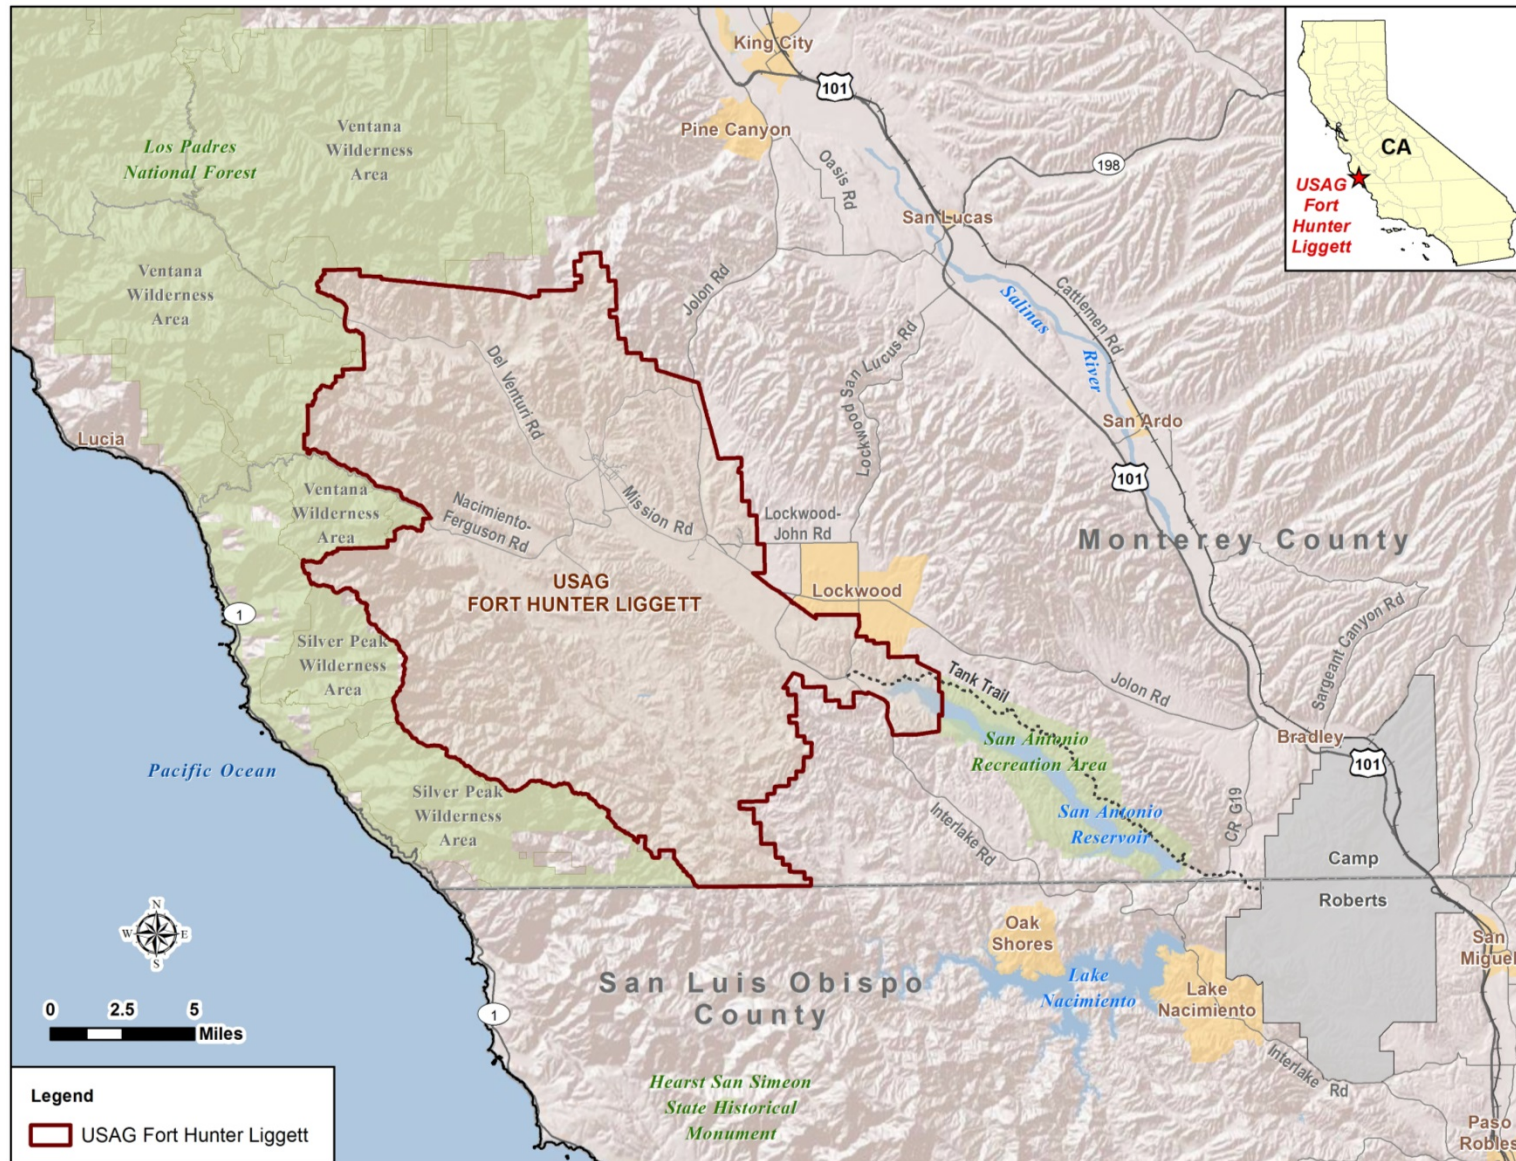 King City
101
Pine Canyon
Ventana
Wilderness
Area
Los Padres
National Forest
Oasis Rd
198
San Lucas
CA
USAG
Fort
Hunter
Liggett
Ventana
Wilderness
Area
Jolon Rd
Salinas
River
Cattlemen Rd
Lockwood San Lucus Rd
Del Venturi Rd
San Ardo
101
Lucia
Ventana
Wilderness
Area
Nacimiento-
Ferguson Rd
Mission Rd
Lockwood-
John Rd
Monterey County
USAG
FORT HUNTER LIGGETT
Lockwood
1
Silver Peak
Wilderness
Area
Sargeant Canyon Rd
Tank Trail
Jolon Rd
San Antonio
Recreation Area
Bradley
101
Pacific Ocean
Silver Peak
Wilderness
Area
Interlake Rd
San Antonio
Reservoir
CR G19
Camp
Roberts
N
W
E
S
Oak
Shores
San
Miguel
San Luis Obispo
County
Lake
Nacimiento
Lake
Nacimiento
0
2.5
5
Miles
1
Interlake Rd
Hearst San Simeon
State Historical
Monument
Paso
Robles
Legend
USAG Fort Hunter Liggett